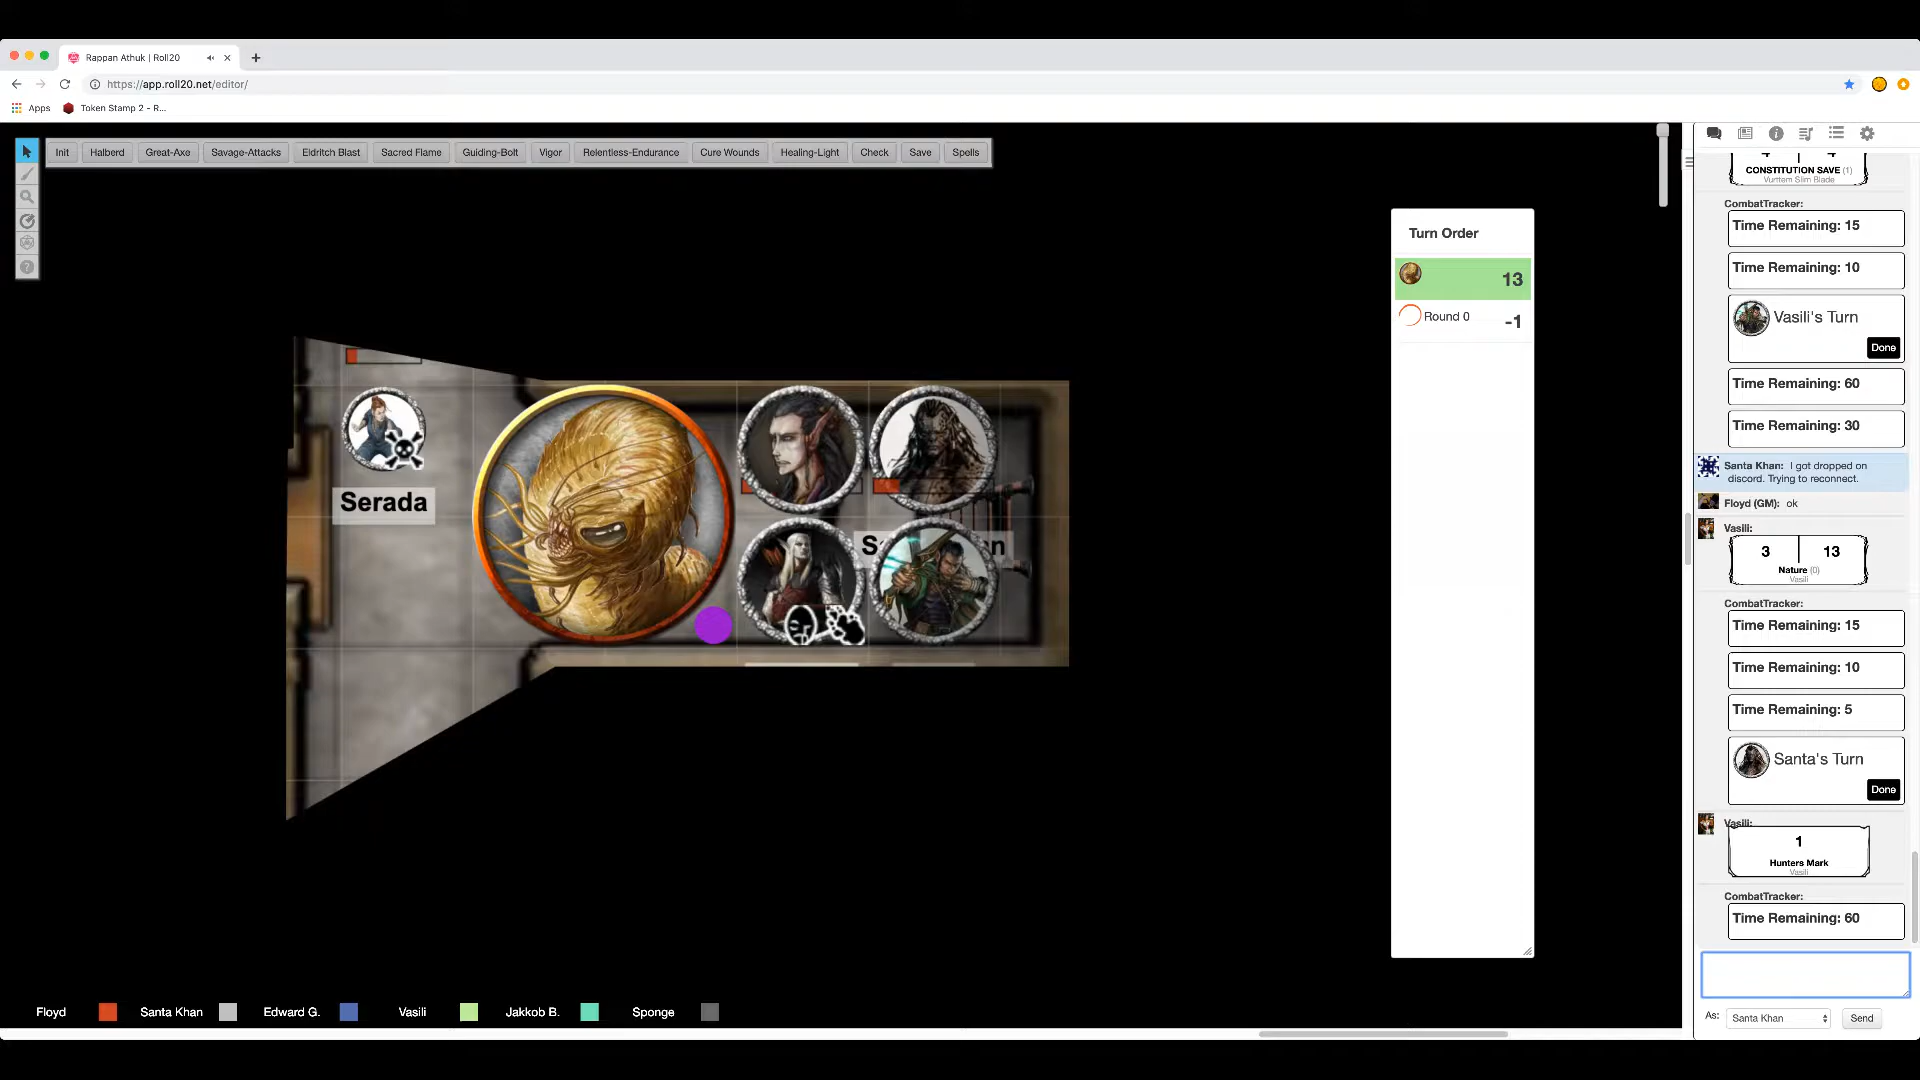 Rappan Athuk | Roll20
https://app.roll20.net/editor/
Apps
Token Stamp 2 - R...
Init
Halberd
Great-Axe
Savage-Attacks
Eldritch Blast
Sacred Flame
Guiding-Bolt
Vigor
Relentless-Endurance
Cure Wounds
Healing-Light
Check
Save
Spells
Turn Order
13
Round 0
-1
Serada
S
n
CONSTITUTION SAVE (1)
Vurttem Slim Blade
CombatTracker:
Time Remaining: 15
Time Remaining: 10
Vasili's Turn
Done
Time Remaining: 60
Time Remaining: 30
Santa Khan: I got dropped on
discord. Trying to reconnect.
Floyd (GM): ok
Vasili:
3 13
Nature (0)
Vasili
CombatTracker:
Time Remaining: 15
Time Remaining: 10
Time Remaining: 5
Santa's Turn
Done
Vasili:
1
Hunters Mark
Vasili
CombatTracker:
Time Remaining: 60
As: Santa Khan
Send
Floyd
Santa Khan
Edward G.
Vasili
Jakkob B.
Sponge